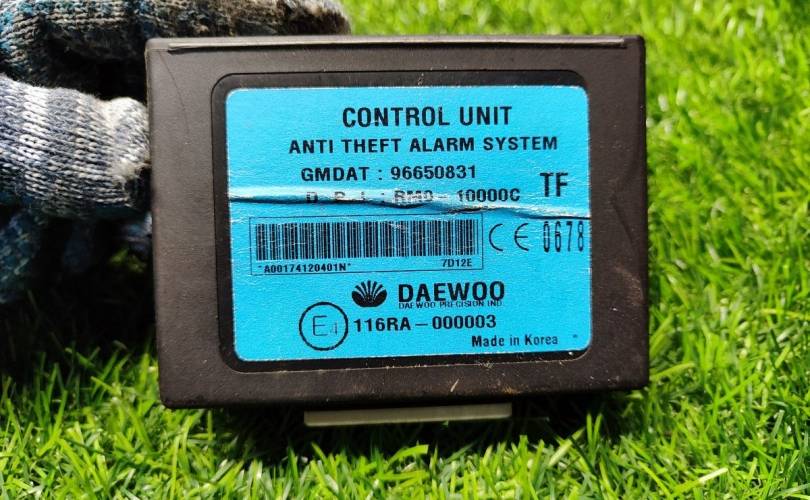 CONTROL UNIT
ANTI THEFT ALARM SYSTEM
GMDAT : 96650831
D. P. I. : RM0-10000C TF
CE 0678
*A00174120401N* 7D12E
DAEWOO
DAEWOO PRECISION IND
116RA-000003
Made in Korea